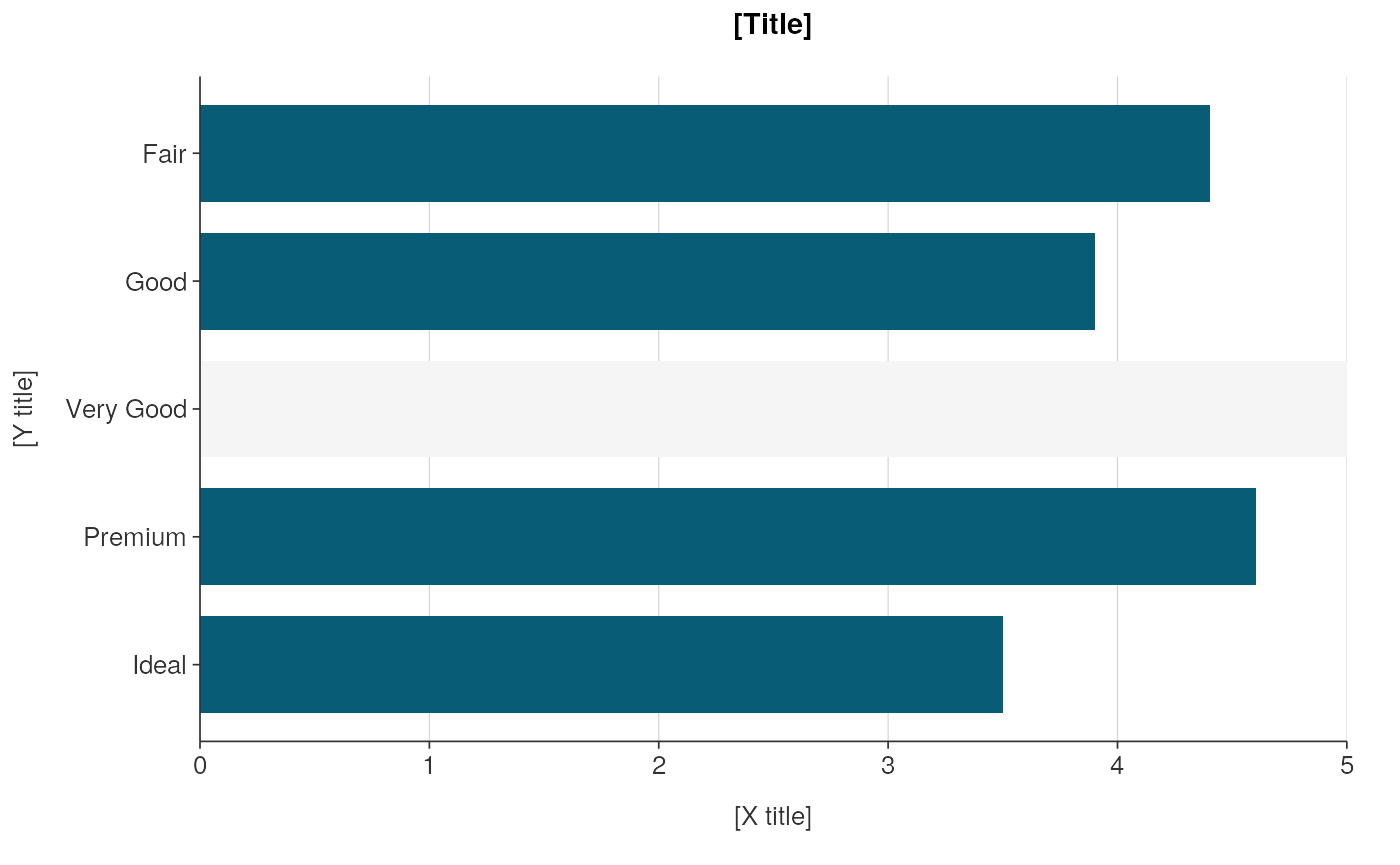 [Title]
Fair
Good
Very Good
Premium
Ideal
[Y title]
0 1 2 3 4 5
[X title]